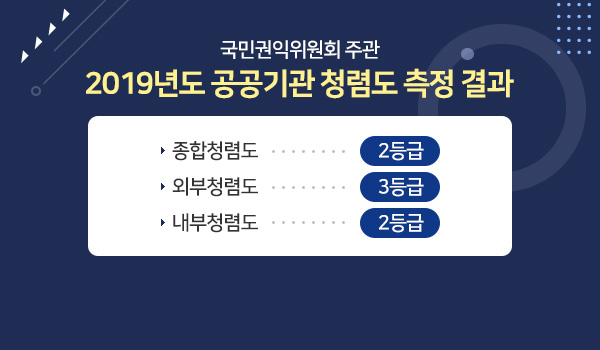 국민권익위원회 주관
2019년도 공공기관 청렴도 측정 결과
종합청렴도 2등급
외부청렴도 3등급
내부청렴도 2등급